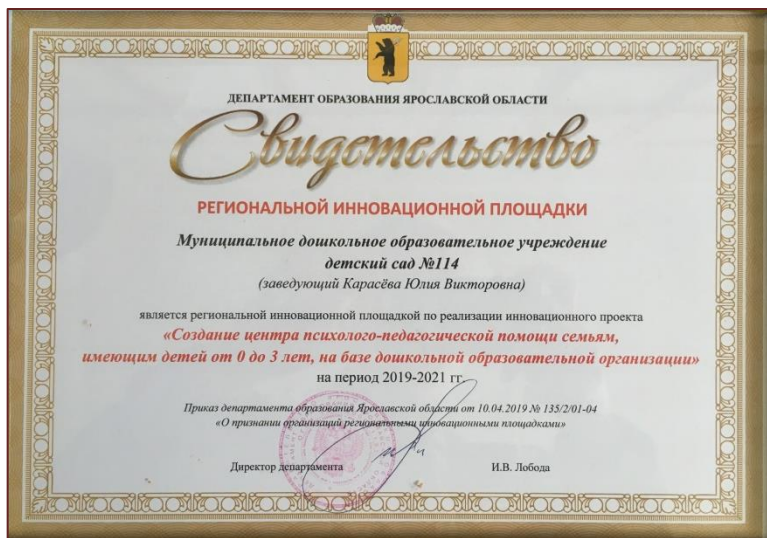 ДЕПАРТАМЕНТ ОБРАЗОВАНИЯ ЯРОСЛАВСКОЙ ОБЛАСТИ
Свидетельство
РЕГИОНАЛЬНОЙ ИННОВАЦИОННОЙ ПЛОЩАДКИ
Муниципальное дошкольное образовательное учреждение
детский сад №114
(заведующий Карасёва Юлия Викторовна)
является региональной инновационной площадкой по реализации инновационного проекта
«Создание центра психолого-педагогической помощи семьям,
имеющим детей от 0 до 3 лет, на базе дошкольной образовательной организации»
на период 2019-2021 гг.
Приказ департамента образования Ярославской области от 10.04.2019 № 135/2/01-04
«О признании организаций региональными инновационными площадками»
Директор департамента И.В. Лобода